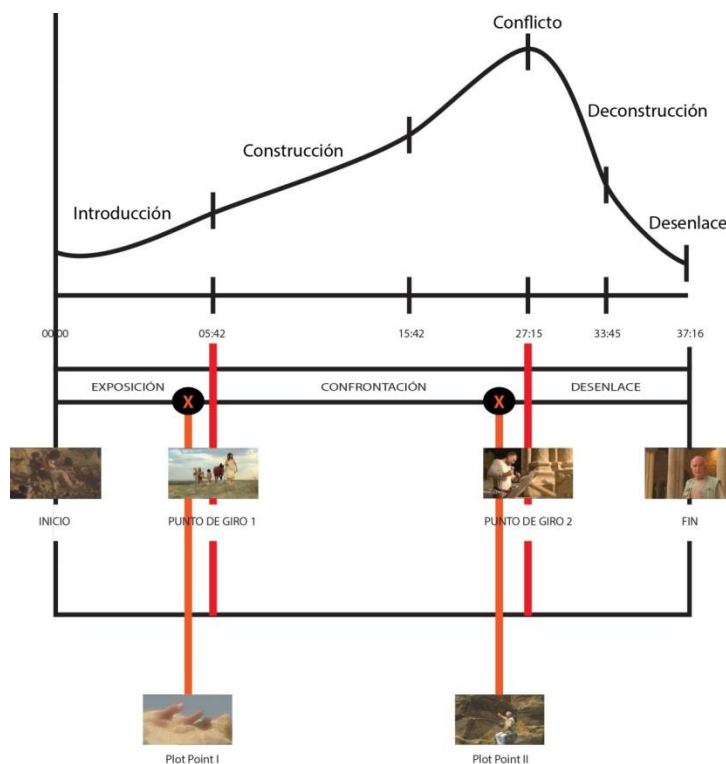 Conflicto
Deconstrucción
Construcción
Introducción
Desenlace
00:00 05:42 15:42 27:15 33:45 37:16
EXPOSICIÓN CONFRONTACIÓN DESENLACE
X X
INICIO PUNTO DE GIRO 1 PUNTO DE GIRO 2 FIN
Plot Point I Plot Point II